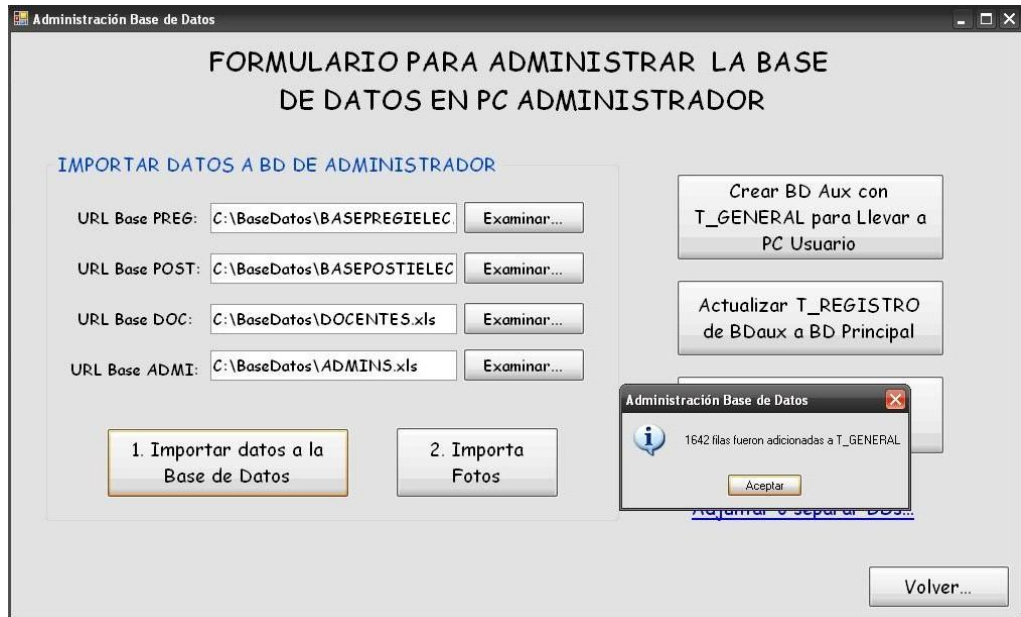 Administración Base de Datos
FORMULARIO PARA ADMINISTRAR LA BASE
DE DATOS EN PC ADMINISTRADOR
IMPORTAR DATOS A BD DE ADMINISTRADOR
URL Base PREG: C:\BaseDatos\BASEPREGIELEC. Examinar...
URL Base POST: C:\BaseDatos\BASEPOSTIELEC Examinar...
URL Base DOC: C:\BaseDatos\DOCENTES.xls Examinar...
URL Base ADMI: C:\BaseDatos\ADMINS.xls Examinar...
1. Importar datos a la
Base de Datos
2. Importa
Fotos
Crear BD Aux con
T_GENERAL para Llevar a
PC Usuario
Actualizar T_REGISTRO
de BDaux a BD Principal
Administración Base de Datos
1642 filas fueron adicionadas a T_GENERAL
Aceptar
Adjuntar o separar BDs...
Volver...